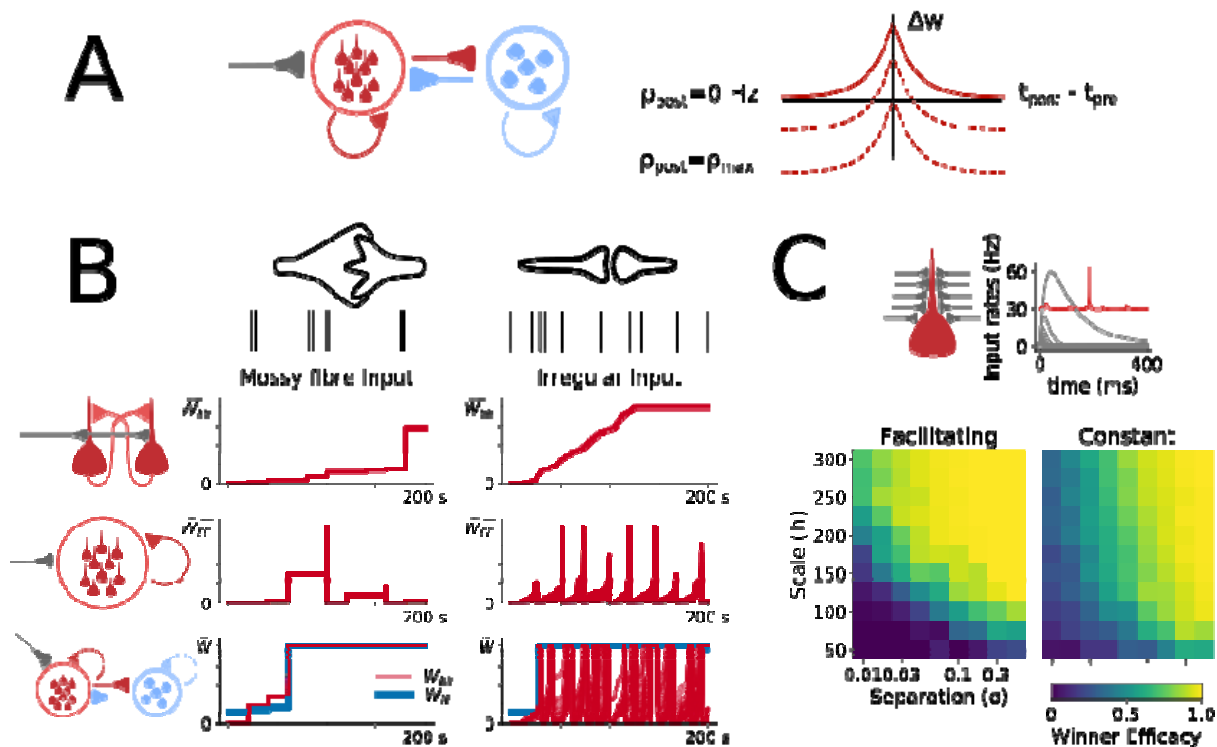 A
Δw
ρpost=0 Hz
tpost - tpre
ρpost=ρmax
B
C
Mossy fibre Input
Irregular Input
Input rates (Hz)
60
30
0
0
400
time (ms)
0
200 s
0
200 s
0
200 s
0
200 s
W
0
200 s
W
0
200 s
Facilitating
Constant
Scale (h)
300
250
200
150
100
50
0.01
0.03
0.1
0.3
Separation (σ)
0
0.5
1.0
Winner Efficacy